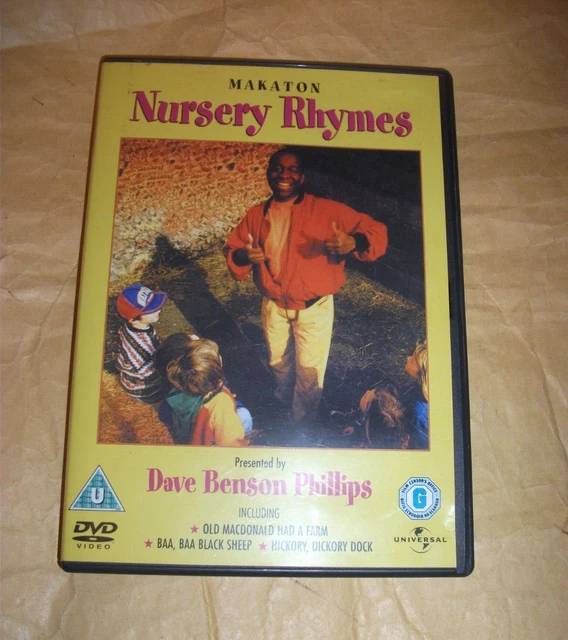 MAKATON
Nursery Rhymes
Presented by
Dave Benson Phillips
INCLUDING
★ OLD MACDONALD HAD A FARM
★ BAA, BAA BLACK SHEEP ★ HICKORY, DICKORY DOCK
U
DVD
VIDEO
G
UNIVERSAL